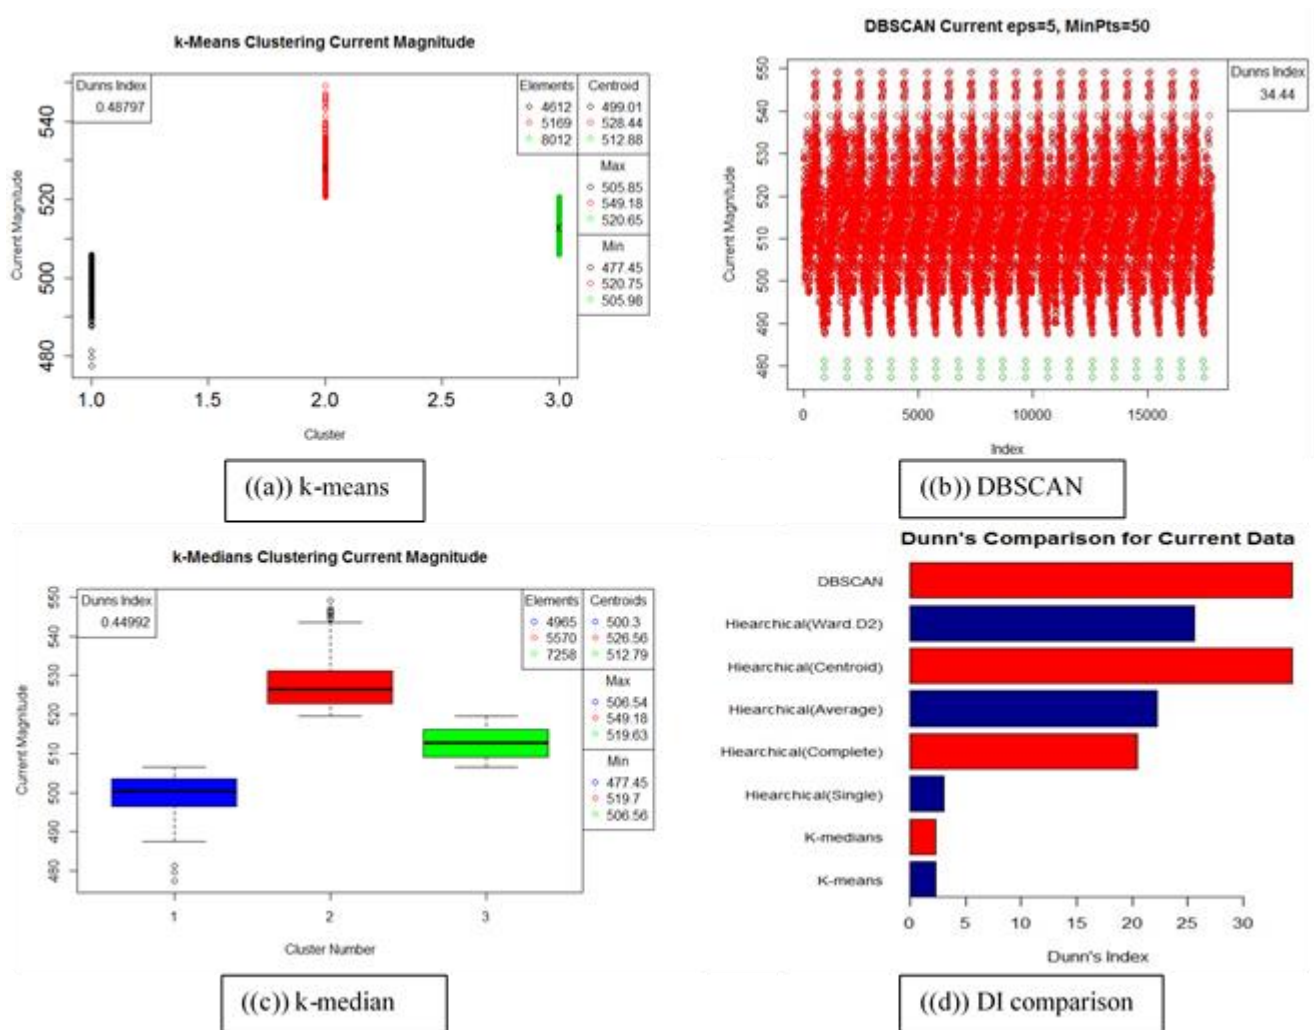 k-Means Clustering Current Magnitude
Dunns Index
0.48797
Elements Centroid
4612 499.01
5169 528.44
8012 512.88
Max
505.85
549.18
520.65
Min
477.45
520.75
505.98
Current Magnitude
540
520
500
480
1.0 1.5 2.0 2.5 3.0
Cluster
((a)) k-means
DBSCAN Current eps=5, MinPts=50
Dunns Index
34.44
Current Magnitude
550
540
530
520
510
500
490
480
0 5000 10000 15000
Index
((b)) DBSCAN
k-Medians Clustering Current Magnitude
Dunns Index
0.44992
Elements Centroids
4965 500.3
5570 526.56
7258 512.79
Max
506.54
549.18
519.63
Min
477.45
519.7
506.56
Current Magnitude
550
540
530
520
510
500
490
480
1 2 3
Cluster Number
((c)) k-median
Dunn's Comparison for Current Data
DBSCAN
Hiearchical(Ward.D2)
Hiearchical(Centroid)
Hiearchical(Average)
Hiearchical(Complete)
Hiearchical(Single)
K-medians
K-means
0 5 10 15 20 25 30
Dunn's Index
((d)) DI comparison